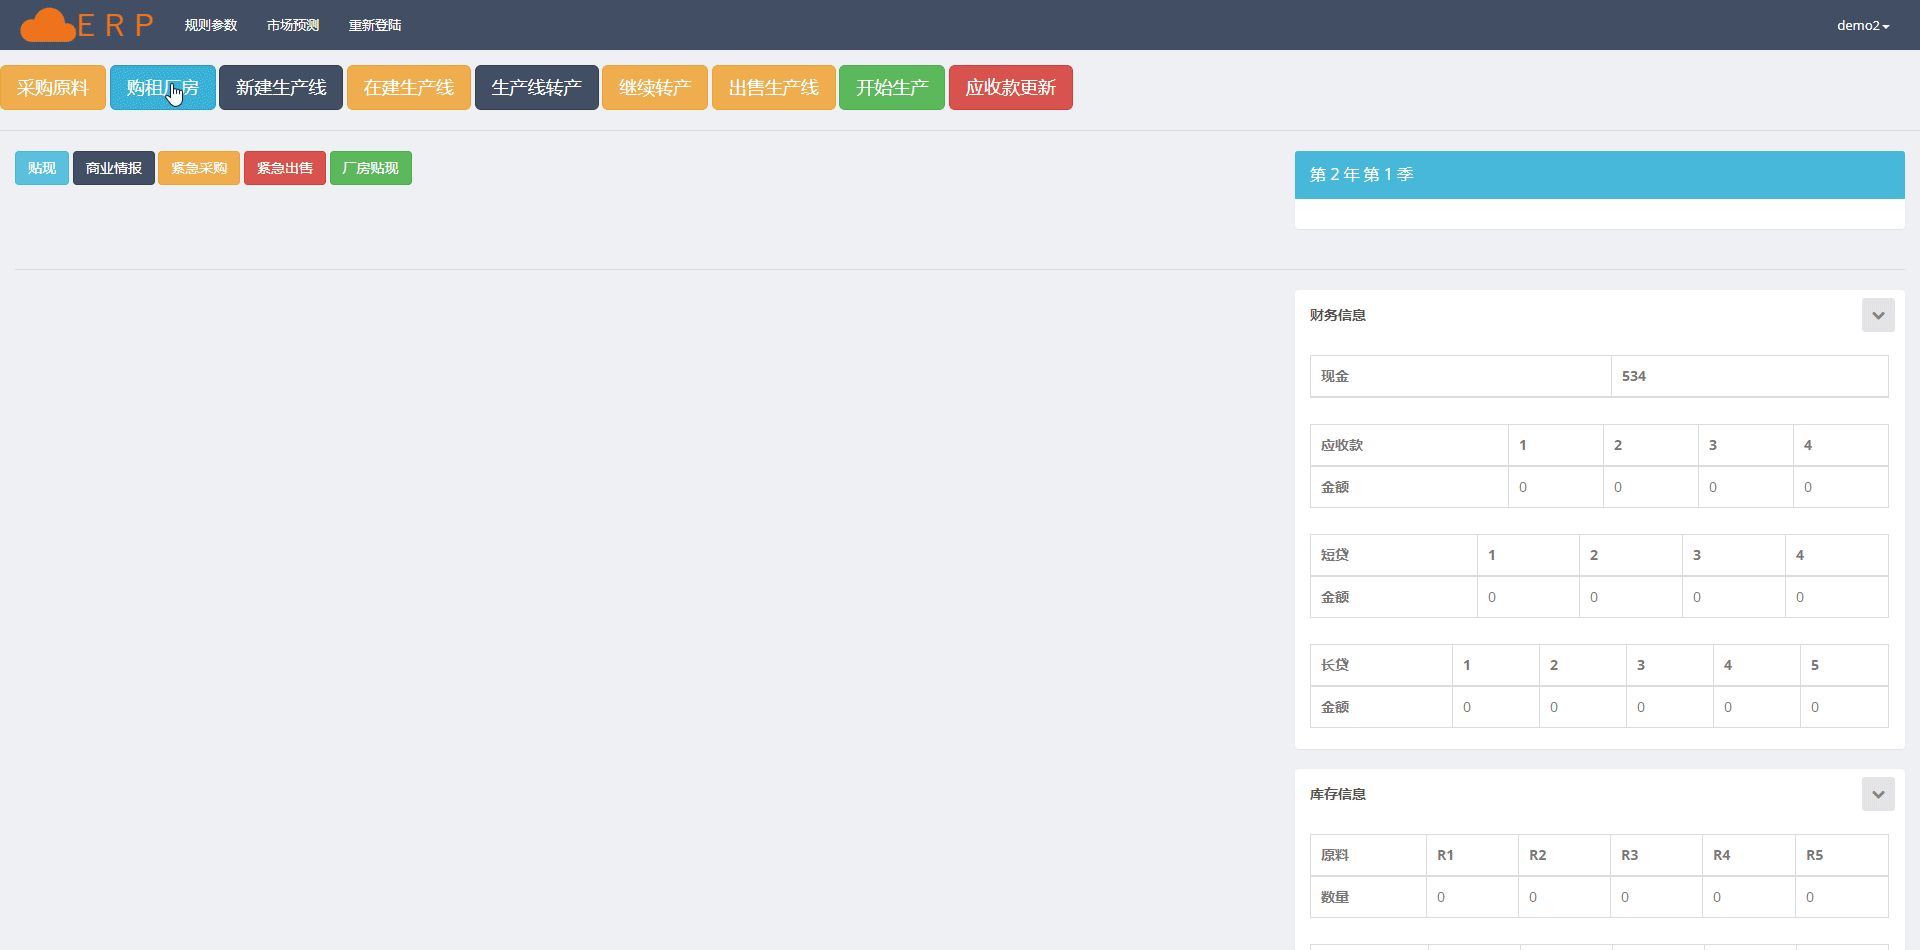 ERP 规则参数 市场预测 重新登陆 demo2
采购原料 购租厂房 新建生产线 在建生产线 生产线转产 继续转产 出售生产线 开始生产 应收款更新
贴现 商业情报 紧急采购 紧急出售 厂房贴现
第 2 年 第 1 季
财务信息
现金 534
应收款 1 2 3 4
金额 0 0 0 0
短贷 1 2 3 4
金额 0 0 0 0
长贷 1 2 3 4 5
金额 0 0 0 0 0
库存信息
原料 R1 R2 R3 R4 R5
数量 0 0 0 0 0